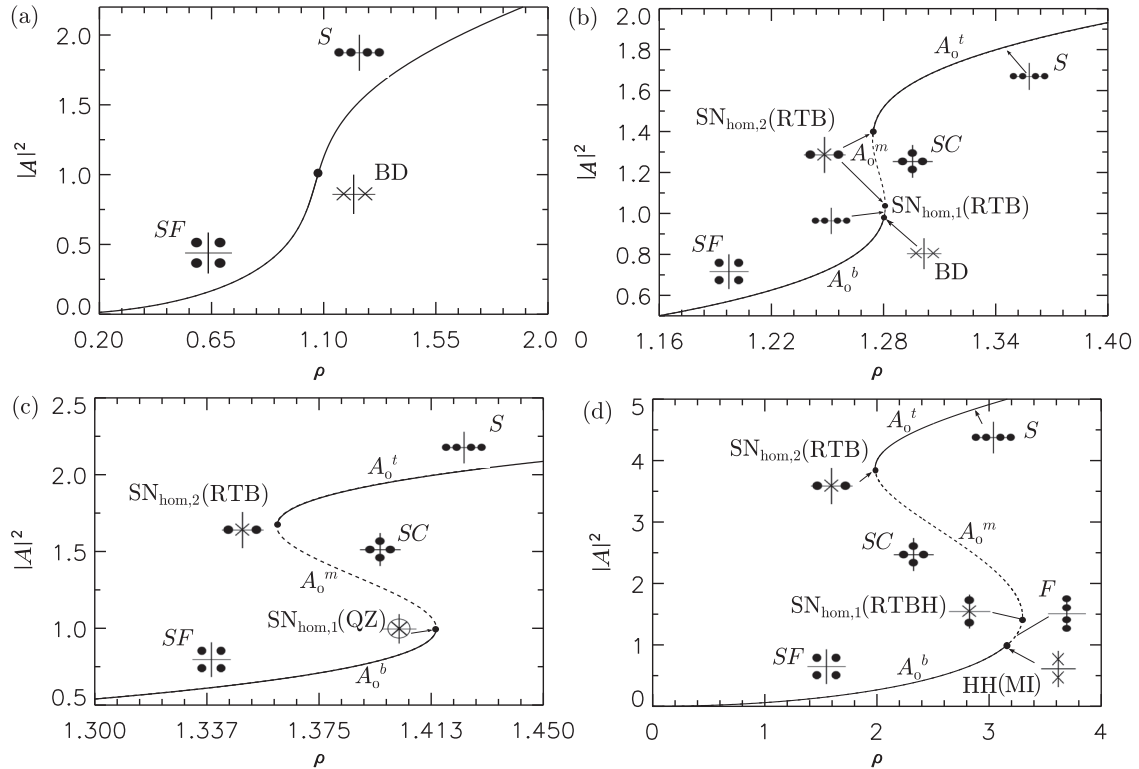 (a)
2.0
1.5
1.0
0.5
0.0
|A|²
S
BD
SF
0.20 0.65 1.10 1.55 2.0
ρ
(b)
2.0
1.8
1.6
1.4
1.2
1.0
0.8
0.6
0
|A|²
A_o^t
S
SN_hom,2(RTB)
A_o^m
SC
SN_hom,1(RTB)
SF
A_o^b
BD
1.16 1.22 1.28 1.34 1.40
ρ
(c)
2.5
2.0
1.5
1.0
0.5
|A|²
S
A_o^t
SN_hom,2(RTB)
SC
A_o^m
SN_hom,1(QZ)
SF
A_o^b
1.300 1.337 1.375 1.413 1.450
ρ
(d)
5
4
3
2
1
0
|A|²
A_o^t
S
SN_hom,2(RTB)
A_o^m
SC
F
SN_hom,1(RTBH)
SF
A_o^b
HH(MI)
0 1 2 3 4
ρ